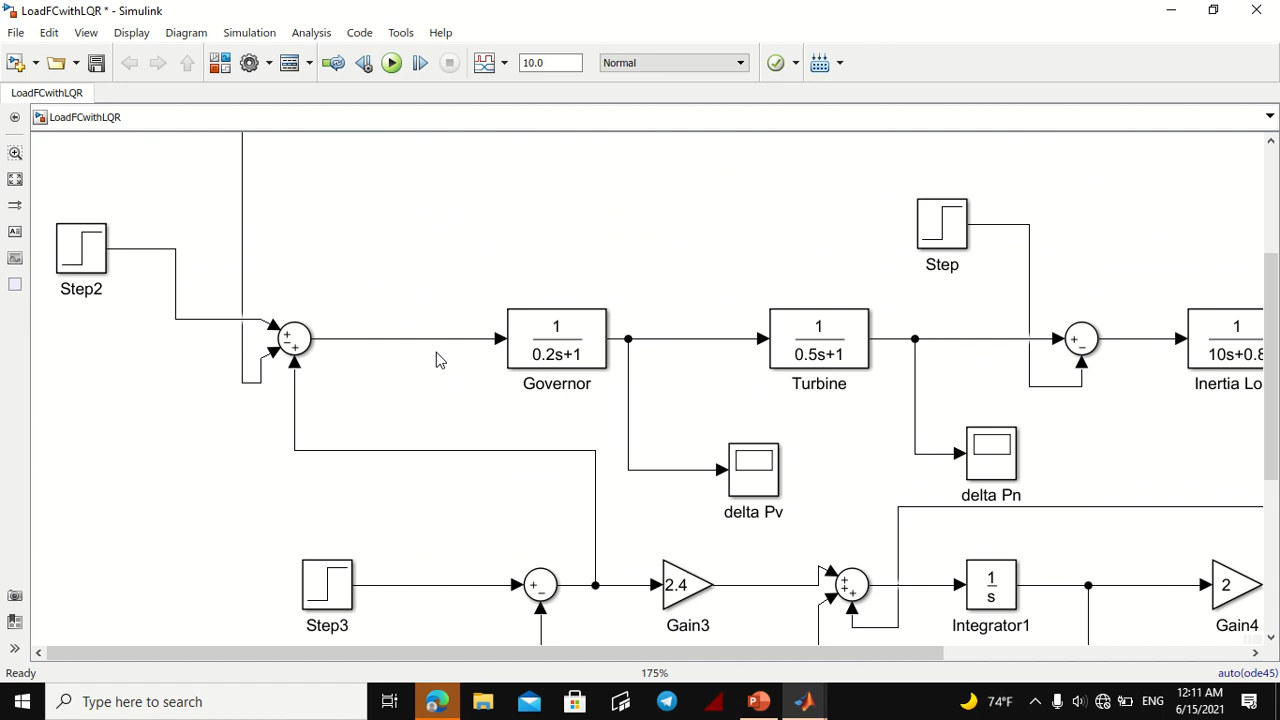 LoadFCwithLQR * - Simulink
File Edit View Display Diagram Simulation Analysis Code Tools Help
10.0 Normal
LoadFCwithLQR
LoadFCwithLQR
Step2
Step
1
0.2s+1
Governor
1
0.5s+1
Turbine
1
10s+0.8
Inertia Lo
delta Pv
delta Pn
Step3
2.4
Gain3
1
s
Integrator1
2
Gain4
Ready 175% auto(ode45)
Type here to search 74°F ENG 12:11 AM
6/15/2021